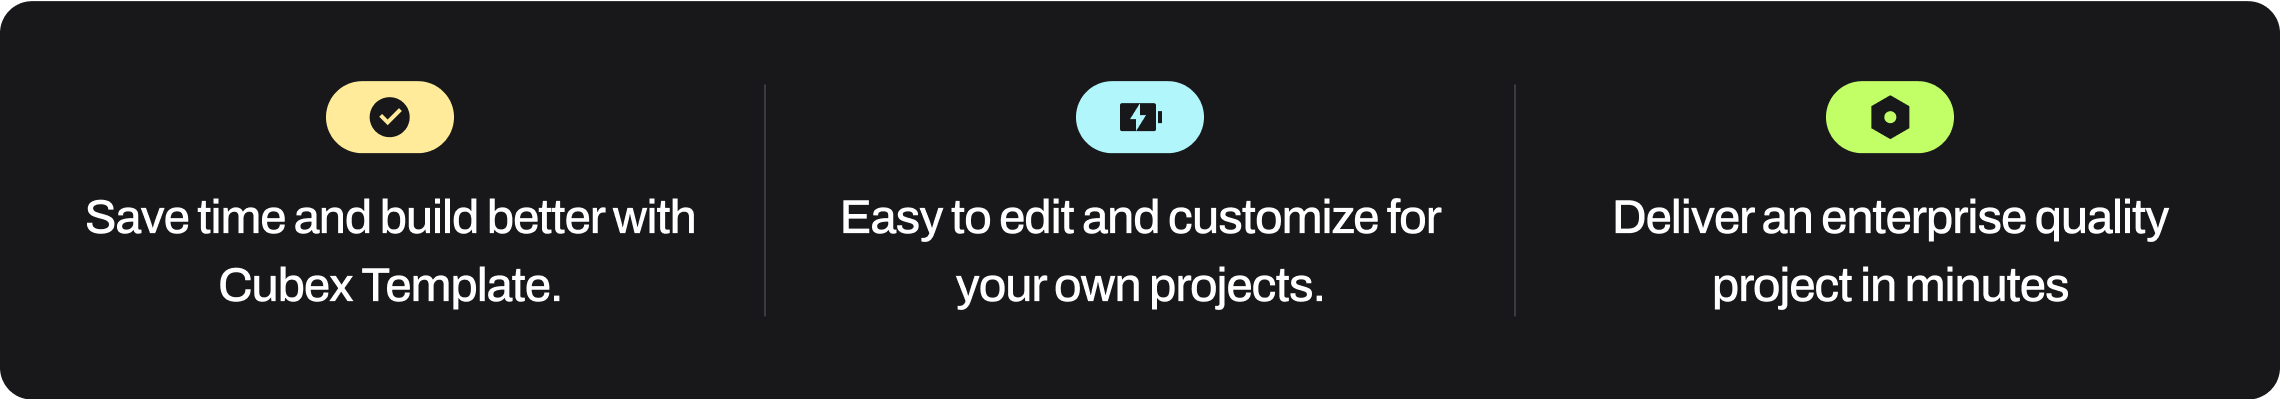 Save time and build better with
Cubex Template.
Easy to edit and customize for
your own projects.
Deliver an enterprise quality
project in minutes